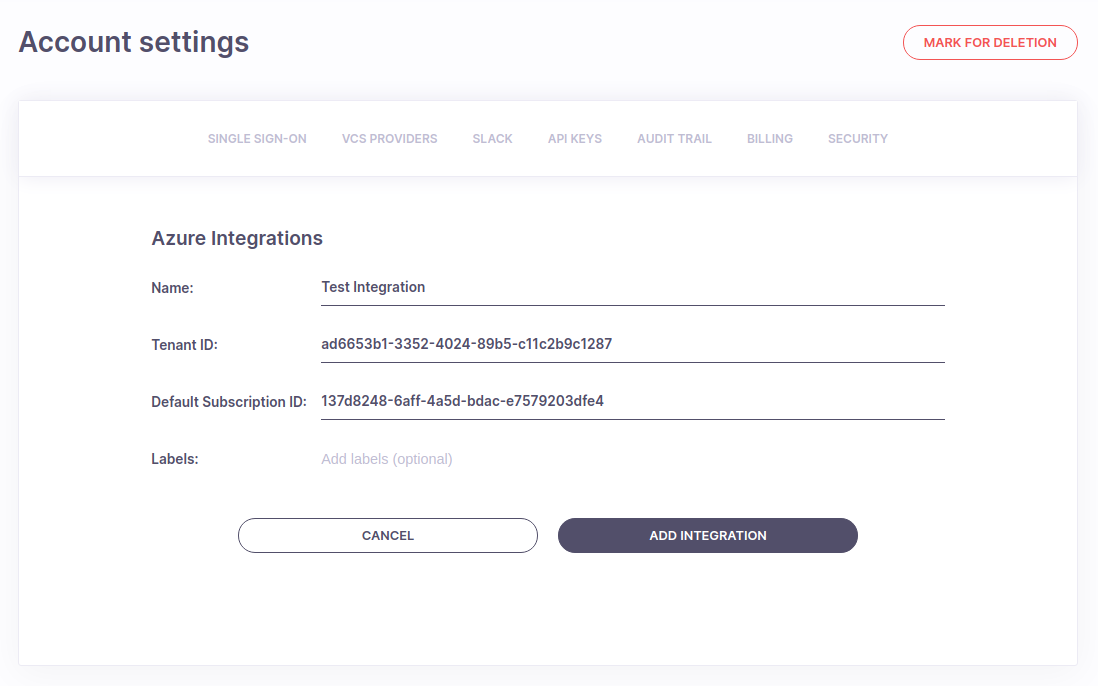 Account settings
MARK FOR DELETION
SINGLE SIGN-ON VCS PROVIDERS SLACK API KEYS AUDIT TRAIL BILLING SECURITY
Azure Integrations
Name: Test Integration
Tenant ID: ad6653b1-3352-4024-89b5-c11c2b9c1287
Default Subscription ID: 137d8248-6aff-4a5d-bdac-e7579203dfe4
Labels: Add labels (optional)
CANCEL ADD INTEGRATION